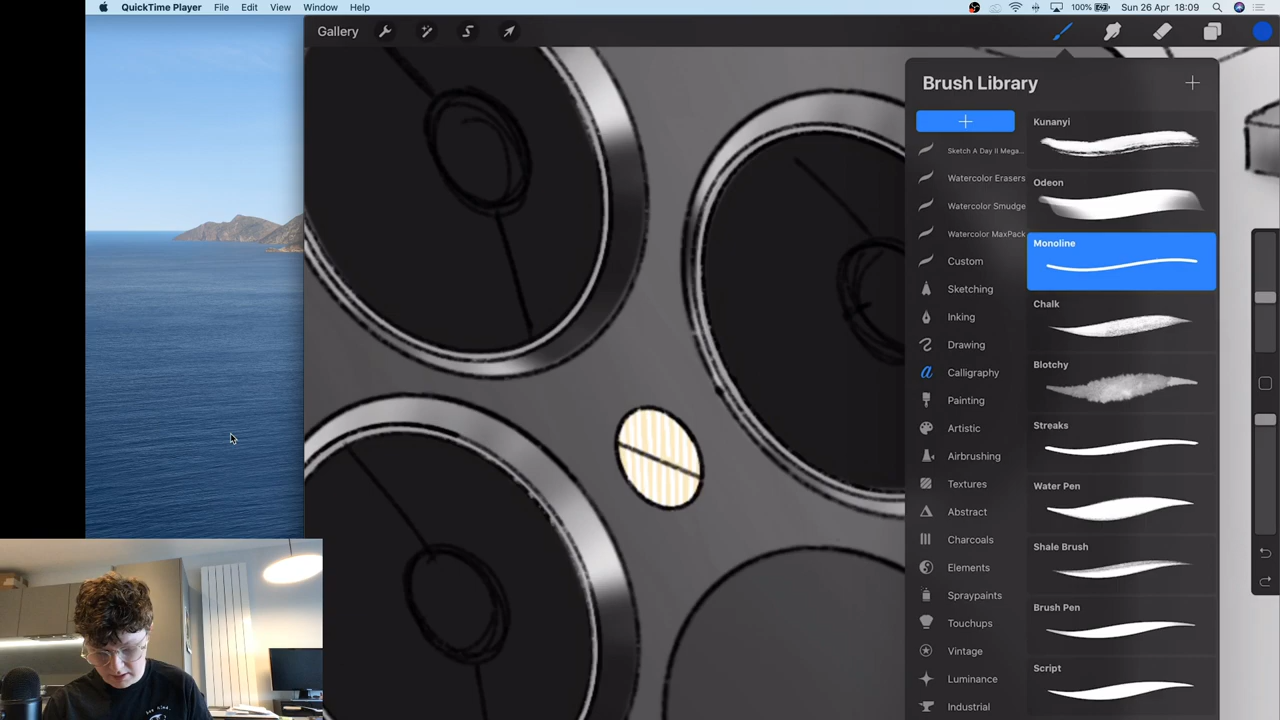 QuickTime Player File Edit View Window Help 100% Sun 26 Apr 18:09
Gallery
Brush Library
Kunanyi
Sketch A Day II Mega...
Watercolor Erasers
Odeon
Watercolor Smudge
Watercolor MaxPack
Monoline
Custom
Sketching
Chalk
Inking
Drawing
Blotchy
Calligraphy
Painting
Streaks
Artistic
Airbrushing
Textures
Water Pen
Abstract
Charcoals
Shale Brush
Elements
Spraypaints
Brush Pen
Touchups
Vintage
Script
Luminance
Industrial